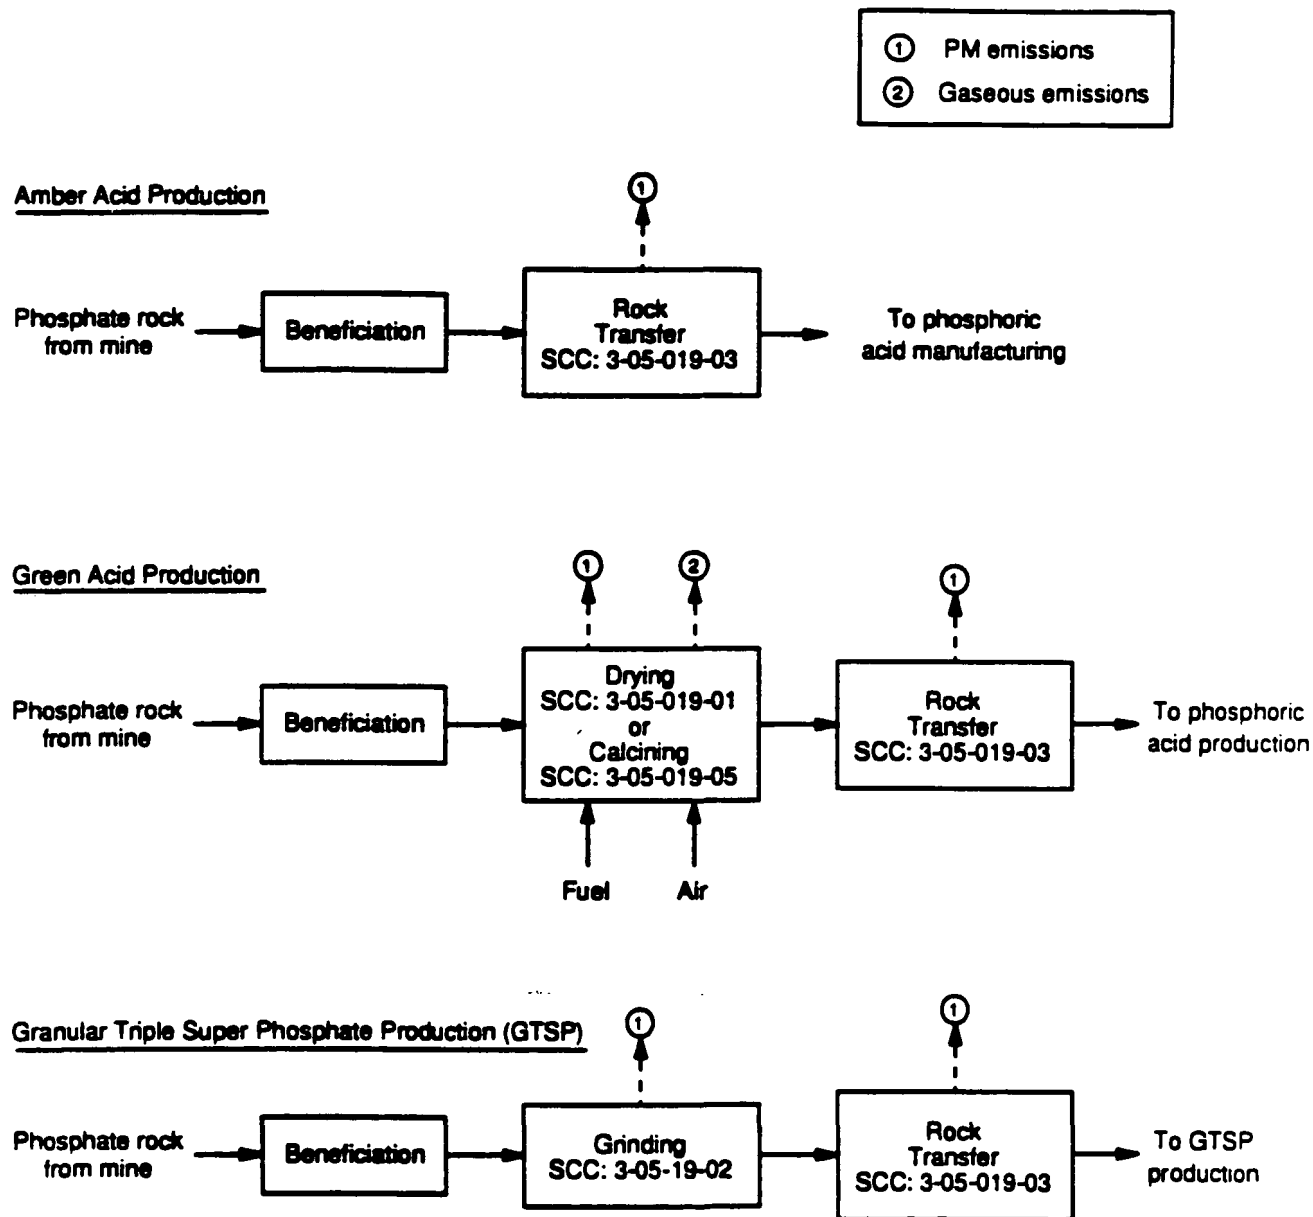 ① PM emissions
② Gaseous emissions
Amber Acid Production
①
Phosphate rock
from mine
Beneficiation
Rock
Transfer
SCC: 3-05-019-03
To phosphoric
acid manufacturing
Green Acid Production
①
②
①
Phosphate rock
from mine
Beneficiation
Drying
SCC: 3-05-019-01
or
Calcining
SCC: 3-05-019-05
Rock
Transfer
SCC: 3-05-019-03
To phosphoric
acid production
Fuel
Air
Granular Triple Super Phosphate Production (GTSP)
①
①
Phosphate rock
from mine
Beneficiation
Grinding
SCC: 3-05-19-02
Rock
Transfer
SCC: 3-05-019-03
To GTSP
production